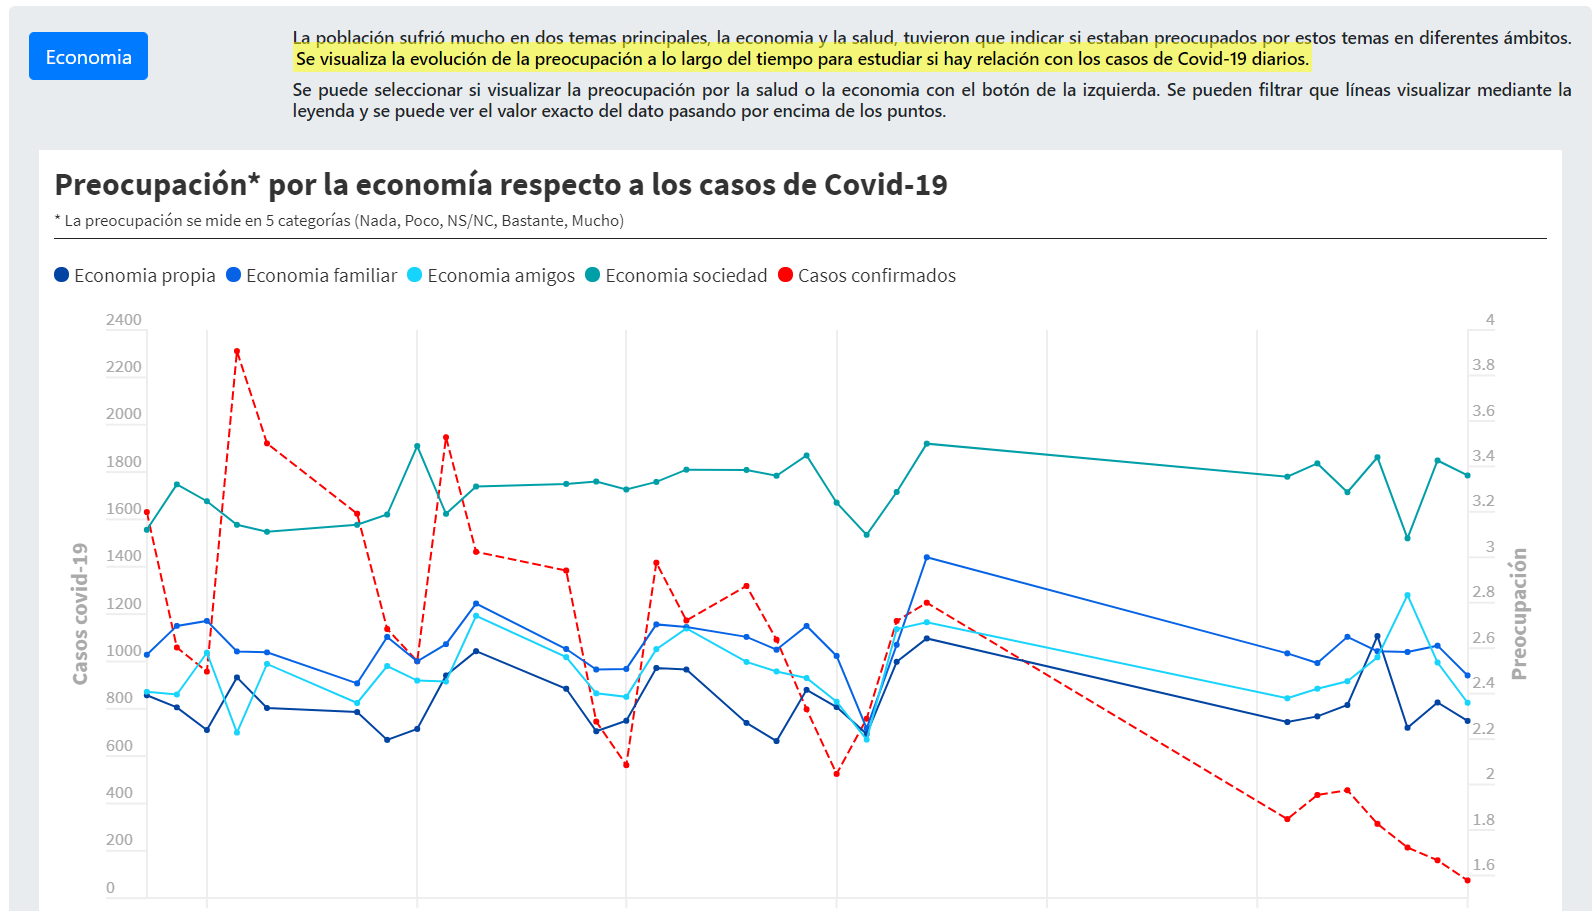 Economia
La población sufrió mucho en dos temas principales, la economia y la salud, tuvieron que indicar si estaban preocupados por estos temas en diferentes ámbitos.
Se visualiza la evolución de la preocupación a lo largo del tiempo para estudiar si hay relación con los casos de Covid-19 diarios.
Se puede seleccionar si visualizar la preocupación por la salud o la economia con el botón de la izquierda. Se pueden filtrar que líneas visualizar mediante la
leyenda y se puede ver el valor exacto del dato pasando por encima de los puntos.
Preocupación* por la economía respecto a los casos de Covid-19
* La preocupación se mide en 5 categorías (Nada, Poco, NS/NC, Bastante, Mucho)
Economia propia Economia familiar Economia amigos Economia sociedad Casos confirmados
2400
2200
2000
1800
1600
1400
1200
1000
800
600
400
200
0
Casos covid-19
4
3.8
3.6
3.4
3.2
3
2.8
2.6
2.4
2.2
2
1.8
1.6
Preocupación